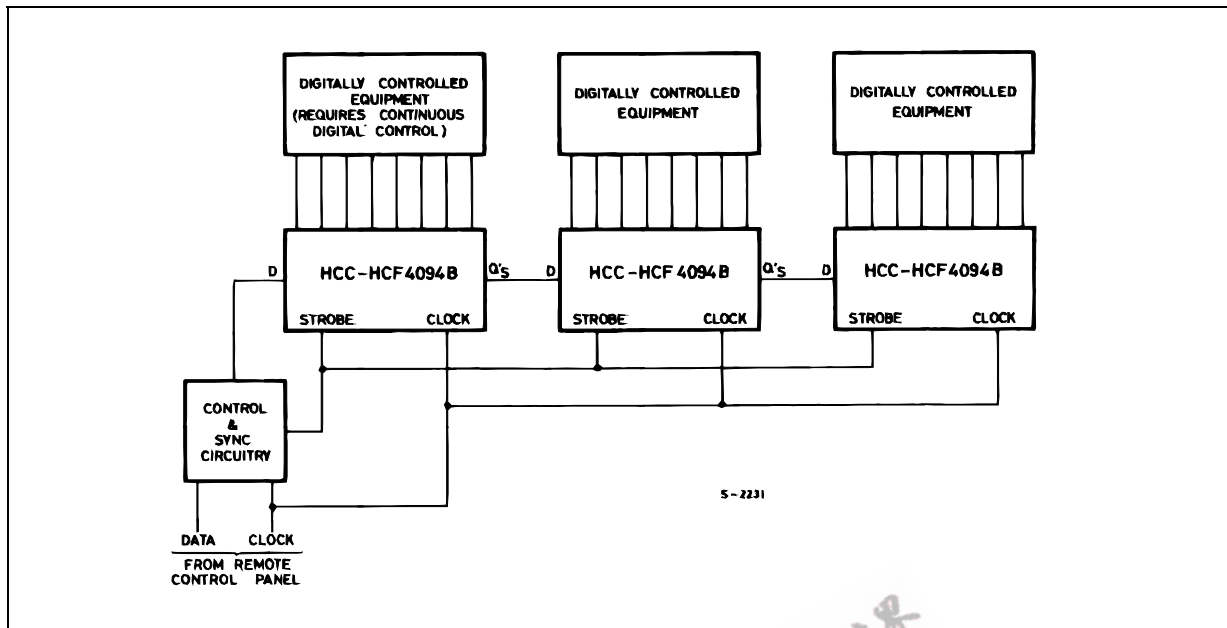 DIGITALLY CONTROLLED
EQUIPMENT
(REQUIRES CONTINUOUS
DIGITAL CONTROL)
DIGITALLY CONTROLLED
EQUIPMENT
DIGITALLY CONTROLLED
EQUIPMENT
D
HCC-HCF4094B
Q'S
D
HCC-HCF4094B
Q'S
D
HCC-HCF4094B
STROBE
CLOCK
STROBE
CLOCK
STROBE
CLOCK
CONTROL
&
SYNC
CIRCUITRY
S-2231
DATA
CLOCK
FROM REMOTE
CONTROL PANEL